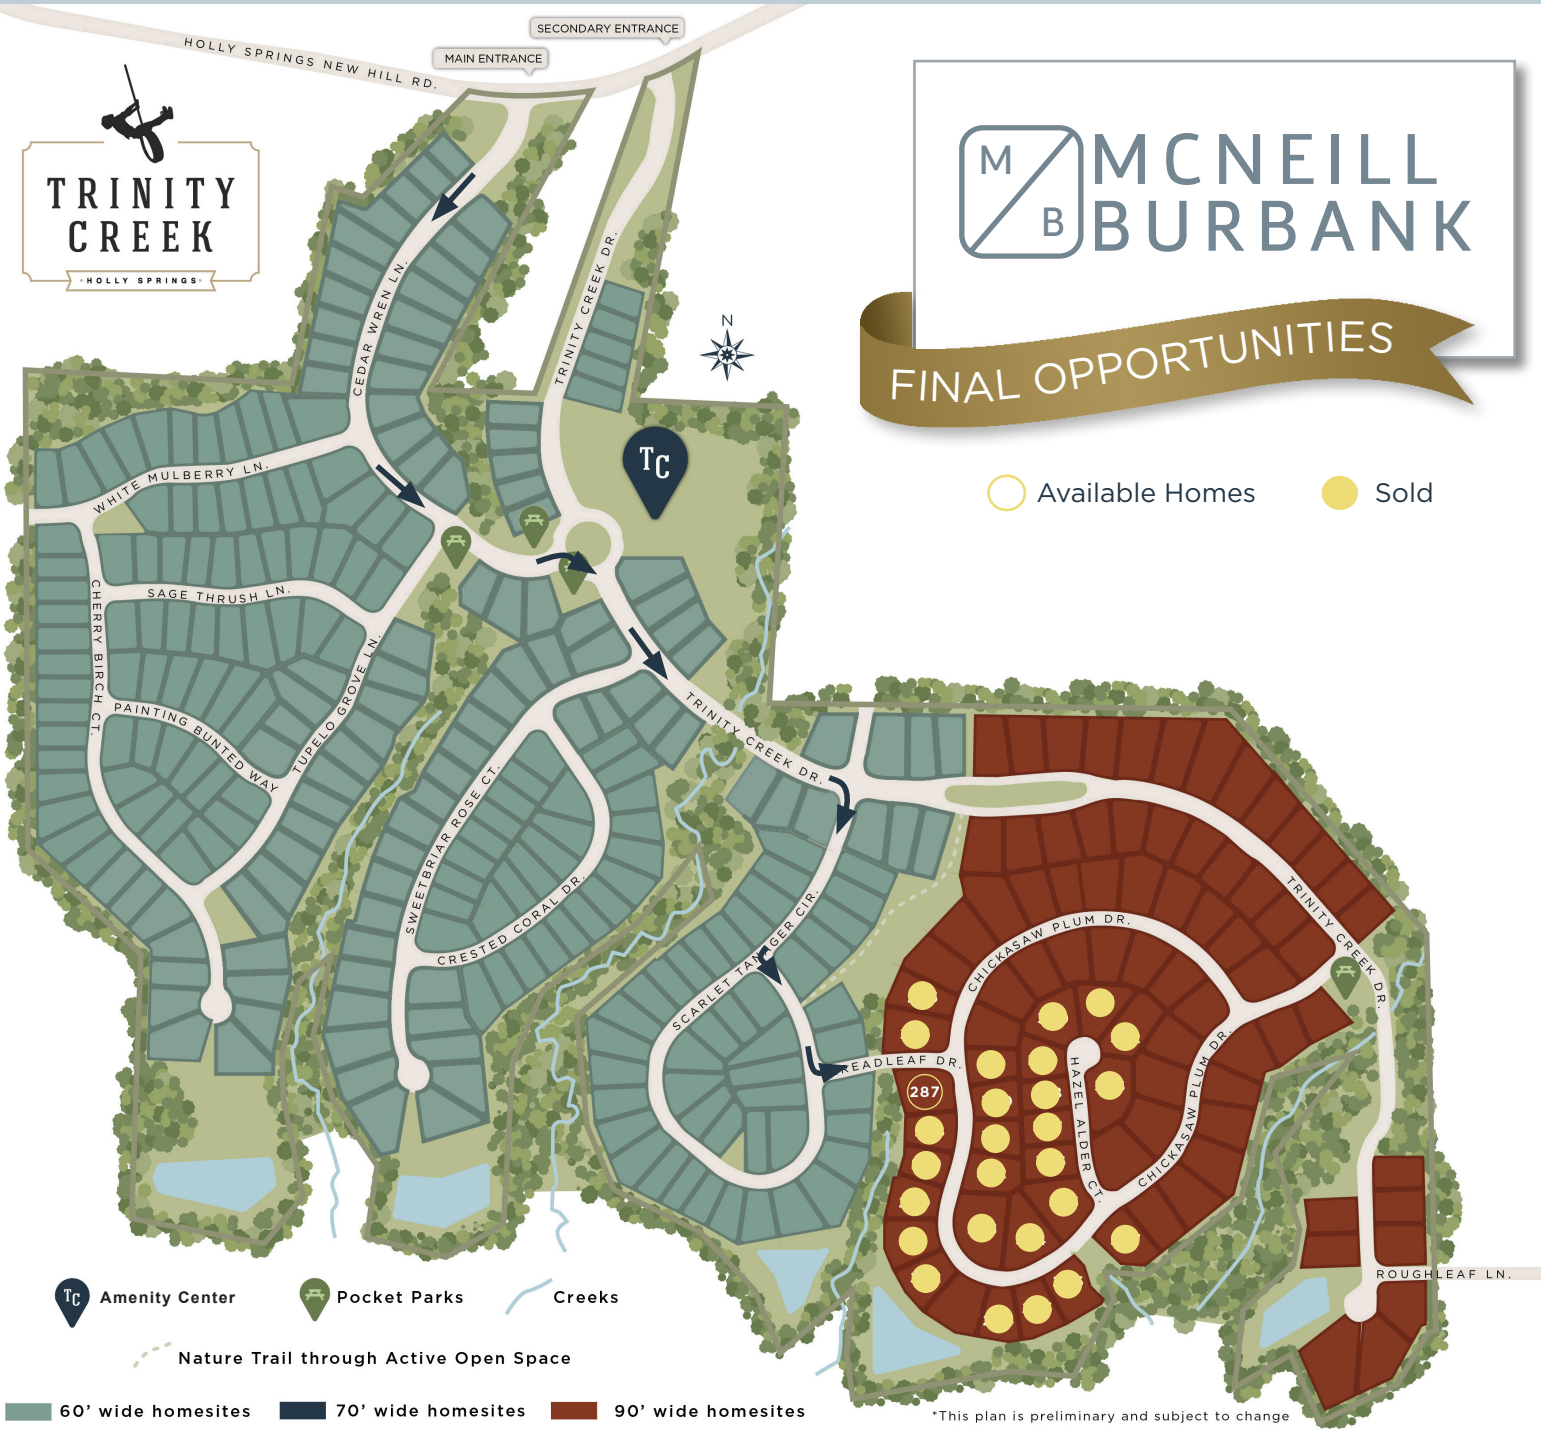 SECONDARY ENTRANCE
MAIN ENTRANCE
HOLLY SPRINGS NEW HILL RD.
TRINITY
CREEK
HOLLY SPRINGS
M
B
MCNEILL
BURBANK
FINAL OPPORTUNITIES
Available Homes
Sold
N
CEDAR WREN LN.
TRINITY CREEK DR.
TC
WHITE MULBERRY LN.
SAGE THRUSH LN.
CHERRY BIRCH CT.
PAINTING BUNTED WAY
TUPELO GROVE LN.
TRINITY CREEK DR.
SWEETBRIAR ROSE CT.
CRESTED CORAL DR.
SCARLET TANAGER CIR.
READLEAF DR.
287
CHICKASAW PLUM DR.
HAZEL ALDER CT.
CHICKASAW PLUM DR.
TRINITY CREEK DR.
ROUGHLEAF LN.
TC
Amenity Center
Pocket Parks
Creeks
Nature Trail through Active Open Space
60' wide homesites
70' wide homesites
90' wide homesites
*This plan is preliminary and subject to change